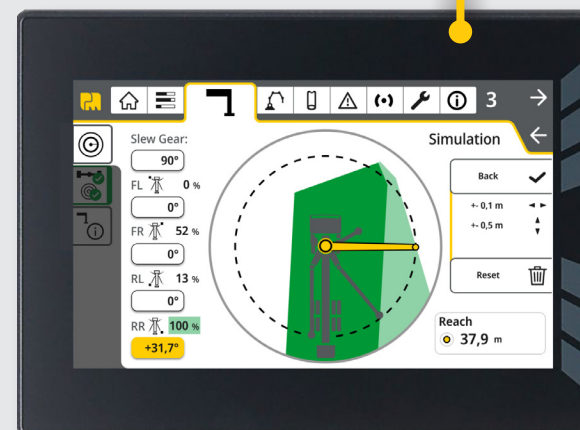 3
Slew Gear:
90°
FL 0 %
0°
FR 52 %
0°
RL 13 %
0°
RR 100 %
+31,7°
Simulation
Back
+- 0,1 m
+- 0,5 m
Reset
Reach
37,9 m